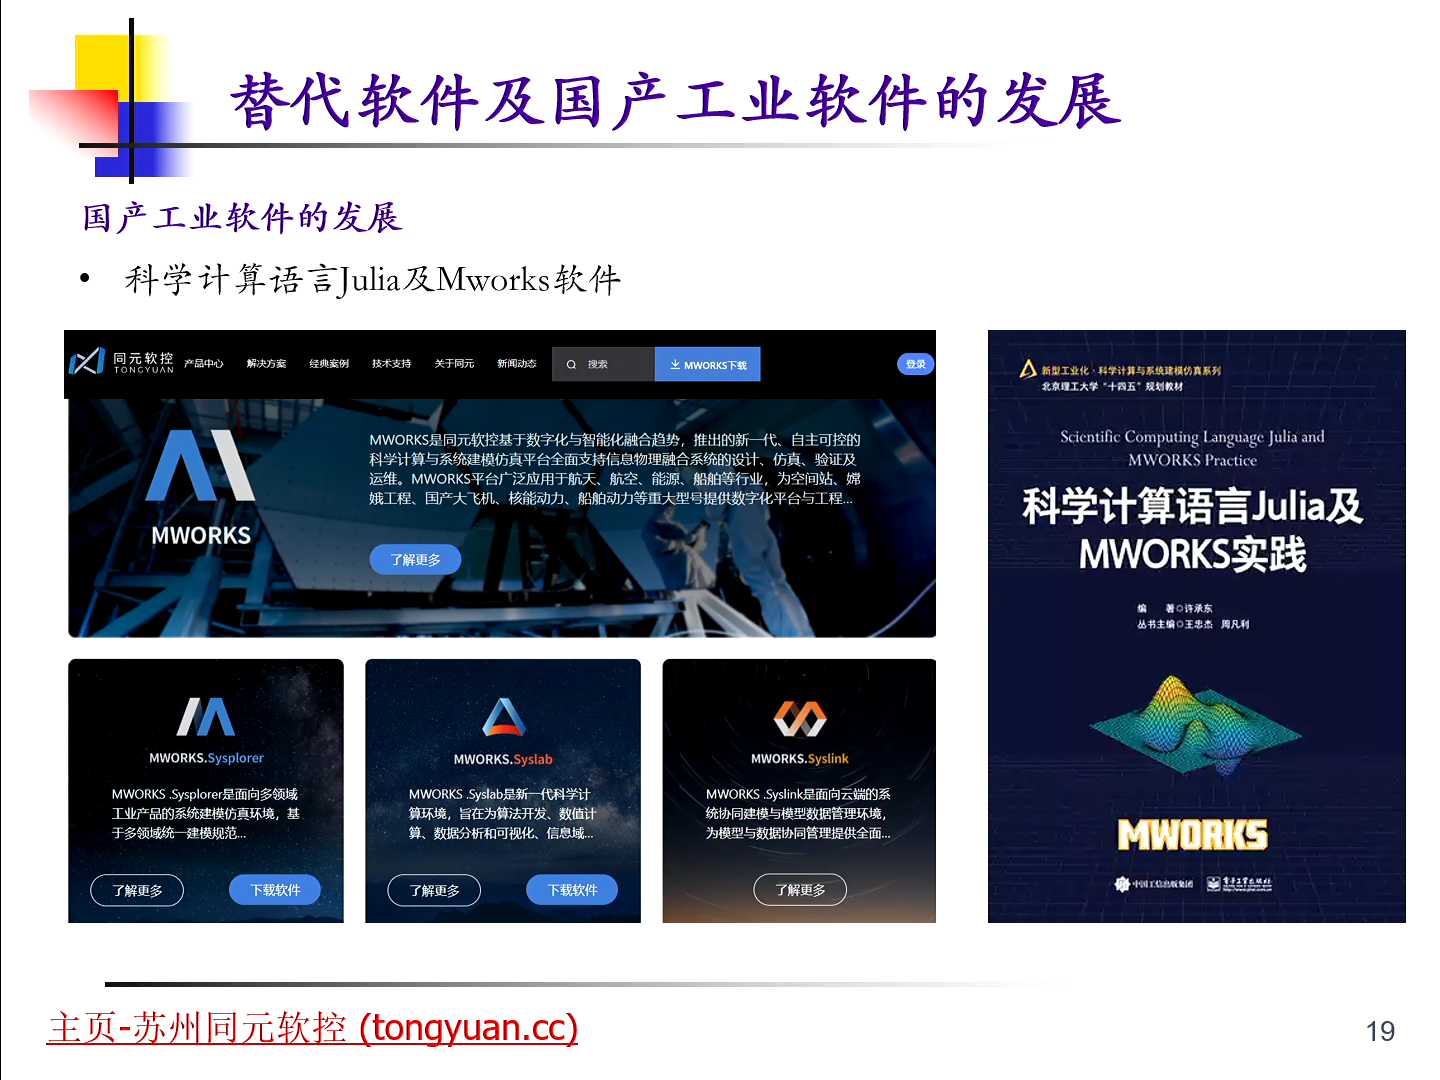 替代软件及国产工业软件的发展
国产工业软件的发展
• 科学计算语言Julia及Mworks软件
同元软控
TONGYUAN
产品中心 解决方案 经典案例 技术支持 关于同元 新闻动态 搜索 MWORKS下载 登录
MWORKS
MWORKS是同元软控基于数字化与智能化融合趋势，推出的新一代、自主可控的
科学计算与系统建模仿真平台全面支持信息物理融合系统的设计、仿真、验证及
运维。MWORKS平台广泛应用于航天、航空、能源、船舶等行业，为空间站、嫦
娥工程、国产大飞机、核能动力、船舶动力等重大型号提供数字化平台与工程...
了解更多
MWORKS.Sysplorer
MWORKS .Sysplorer是面向多领域
工业产品的系统建模仿真环境，基
于多领域统一建模规范...
了解更多 下载软件
MWORKS.Syslab
MWORKS .Syslab是新一代科学计
算环境，旨在为算法开发、数值计
算、数据分析和可视化、信息域...
了解更多 下载软件
MWORKS.Syslink
MWORKS .Syslink是面向云端的系
统协同建模与模型数据管理环境，
为模型与数据协同管理提供全面...
了解更多
新型工业化·科学计算与系统建模仿真系列
北京理工大学“十四五”规划教材
Scientific Computing Language Julia and
MWORKS Practice
科学计算语言Julia及
MWORKS实践
编 著◎许承东
丛书主编◎王忠杰 周凡利
MWORKS
中国工信出版集团 电子工业出版社
主页-苏州同元软控 (tongyuan.cc)
19